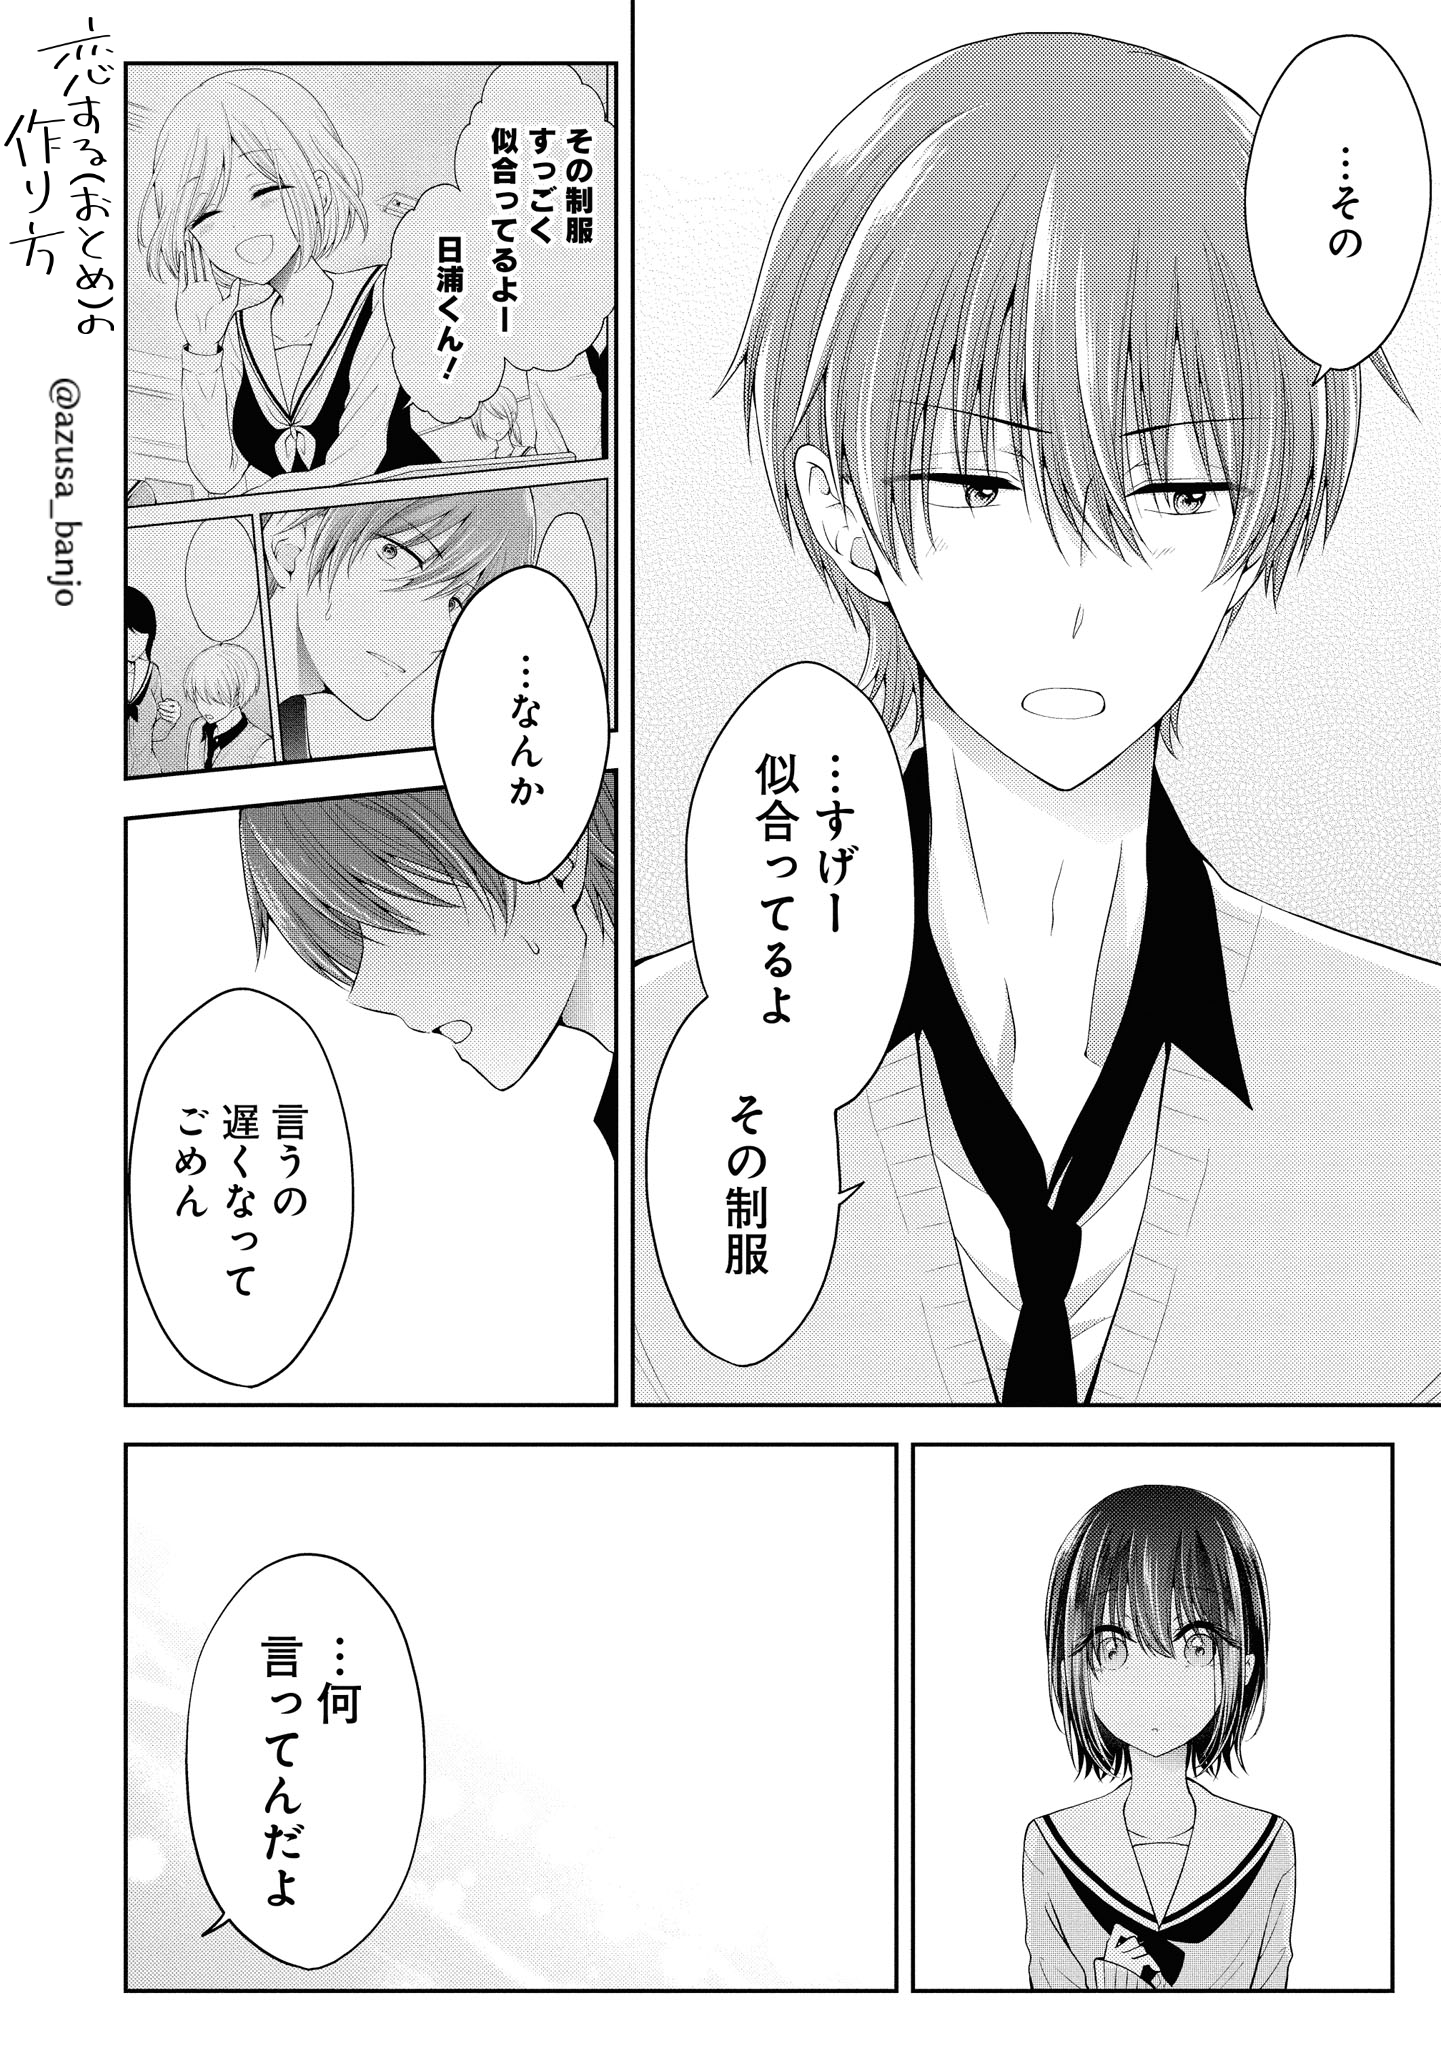 恋する(おとめ)の
作り方
@azusa_banjo
…その
…すげー
似合ってるよ
その制服
その制服
すっごく
似合ってるよー
日浦くん！
…なんか
言うの
遅くなって
ごめん
…何
言ってんだよ